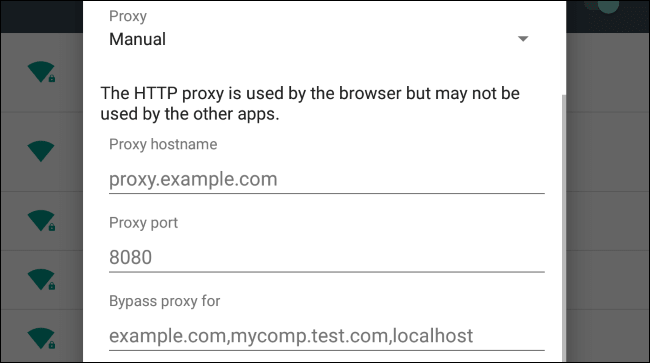 Proxy
Manual
The HTTP proxy is used by the browser but may not be
used by the other apps.
Proxy hostname
proxy.example.com
Proxy port
8080
Bypass proxy for
example.com,mycomp.test.com,localhost